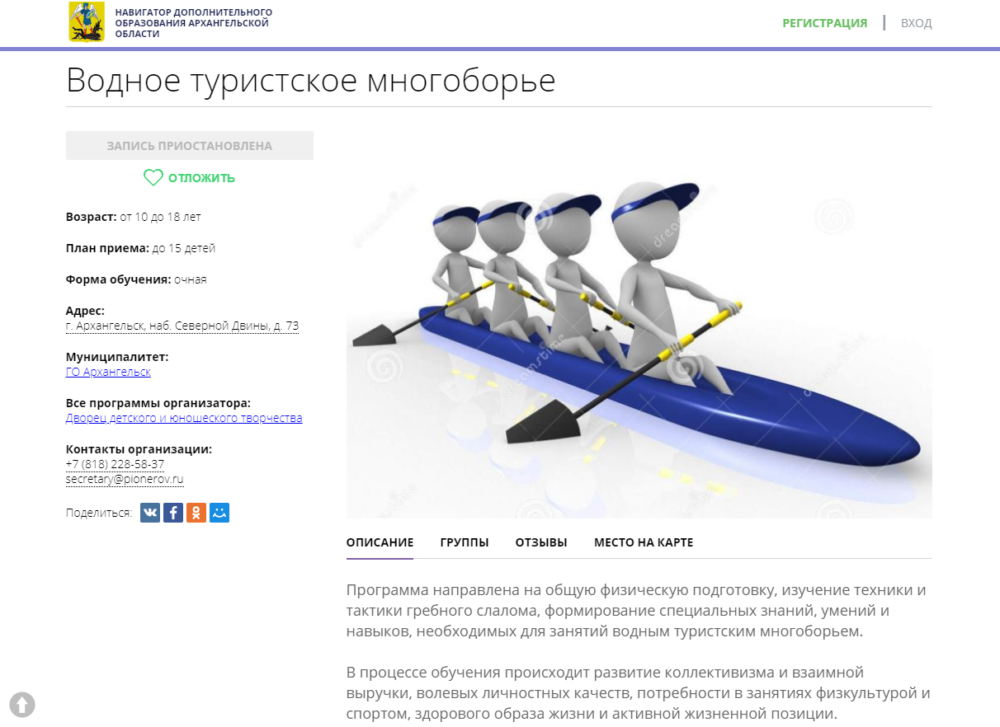 НАВИГАТОР ДОПОЛНИТЕЛЬНОГО
ОБРАЗОВАНИЯ АРХАНГЕЛЬСКОЙ
ОБЛАСТИ
РЕГИСТРАЦИЯ | ВХОД
Водное туристское многоборье
ЗАПИСЬ ПРИОСТАНОВЛЕНА
ОТЛОЖИТЬ
Возраст: от 10 до 18 лет
План приема: до 15 детей
Форма обучения: очная
Адрес:
г. Архангельск, наб. Северной Двины, д. 73
Муниципалитет:
ГО Архангельск
Все программы организатора:
Дворец детского и юношеского творчества
Контакты организации:
+7 (818) 228-58-37
secretary@pionerov.ru
Поделиться:
dreamstime
ОПИСАНИЕ ГРУППЫ ОТЗЫВЫ МЕСТО НА КАРТЕ
Программа направлена на общую физическую подготовку, изучение техники и
тактики гребного слалома, формирование специальных знаний, умений и
навыков, необходимых для занятий водным туристским многоборьем.
В процессе обучения происходит развитие коллективизма и взаимной
выручки, волевых личностных качеств, потребности в занятиях физкультурой и
спортом, здорового образа жизни и активной жизненной позиции.